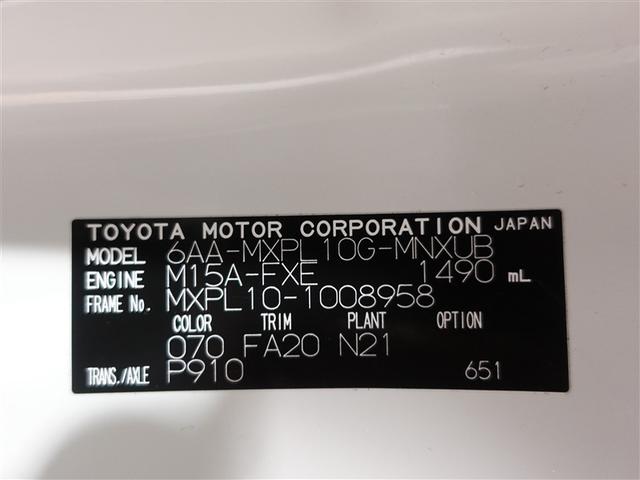 TOYOTA MOTOR CORPORATION JAPAN
MODEL 6AA-MXPL10G-MNXUB
ENGINE M15A-FXE 1490 mL
FRAME No. MXPL10-1008958
COLOR TRIM PLANT OPTION
070 FA20 N21
TRANS./AXLE P910 651